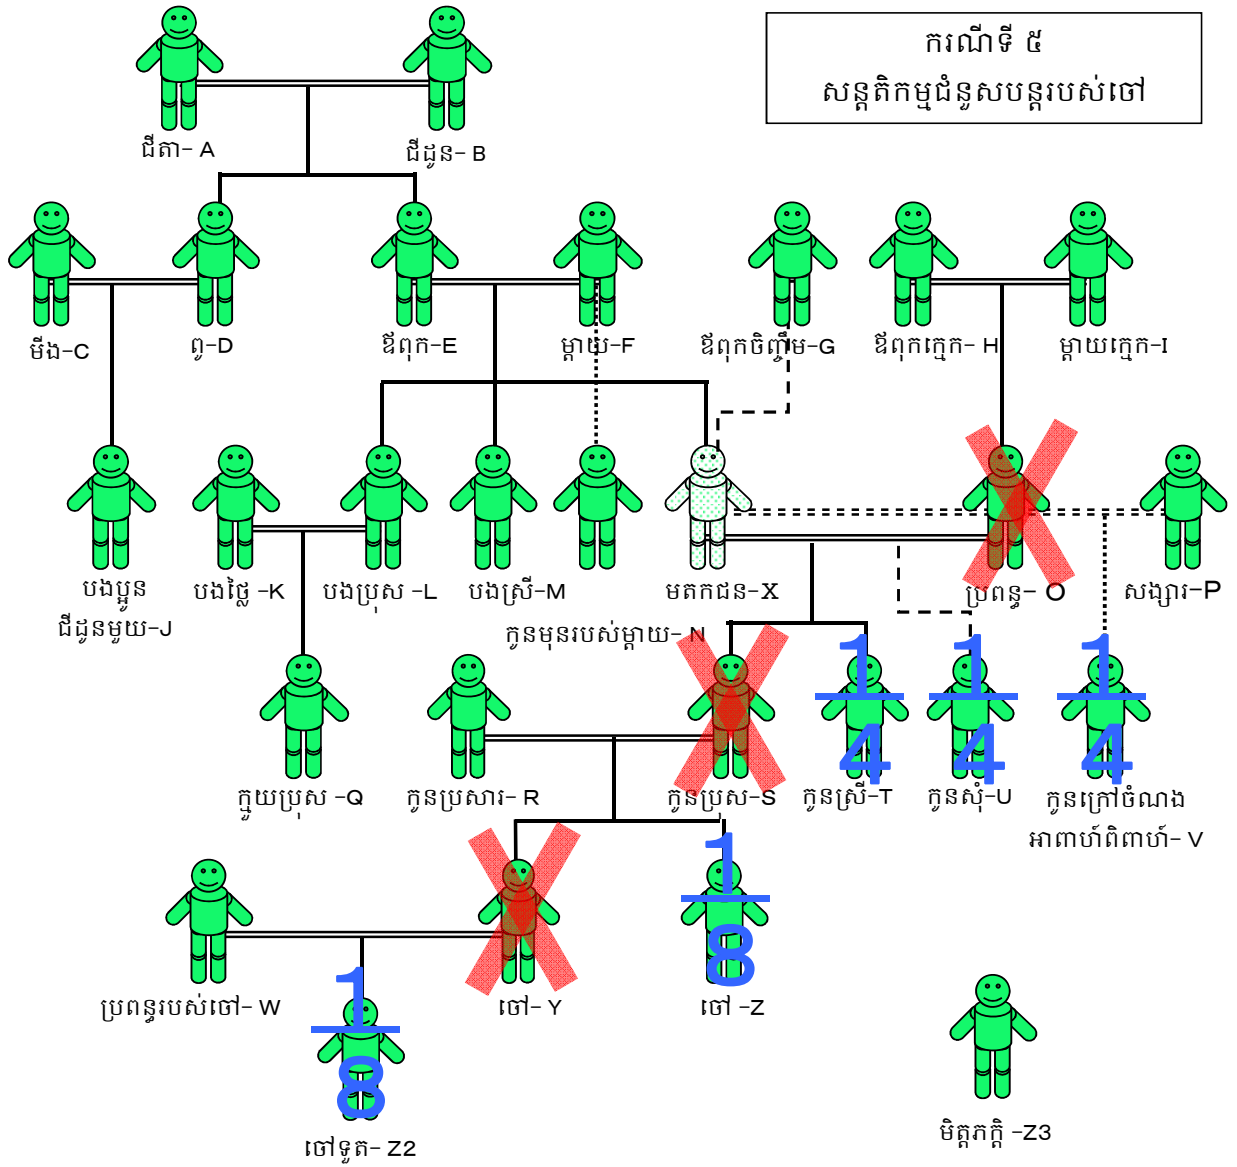 ករណីទី ៥
សន្តតិកម្មជំនួសបន្តរបស់ចៅ
ជីតា- A
ជីដូន- B
មីង-C
ពូ-D
ឪពុក-E
ម្តាយ-F
ឪពុកចិញ្ចឹម-G
ឪពុកក្មេក- H
ម្តាយក្មេក-I
បងប្អូន
ជីដូនមួយ-J
បងថ្លៃ -K
បងប្រុស -L
បងស្រី-M
កូនមុនរបស់ម្តាយ- N
មតកជន-X
ប្រពន្ធ- O
សង្សារ-P
1
4
1
4
1
4
ក្មួយប្រុស -Q
កូនប្រសារ- R
កូនប្រុស-S
កូនស្រី-T
កូនសុំ-U
កូនក្រៅចំណង
អាពាហ៍ពិពាហ៍- V
1
8
ប្រពន្ធរបស់ចៅ- W
ចៅ- Y
ចៅ -Z
1
8
ចៅទួត- Z2
មិត្តភក្តិ -Z3